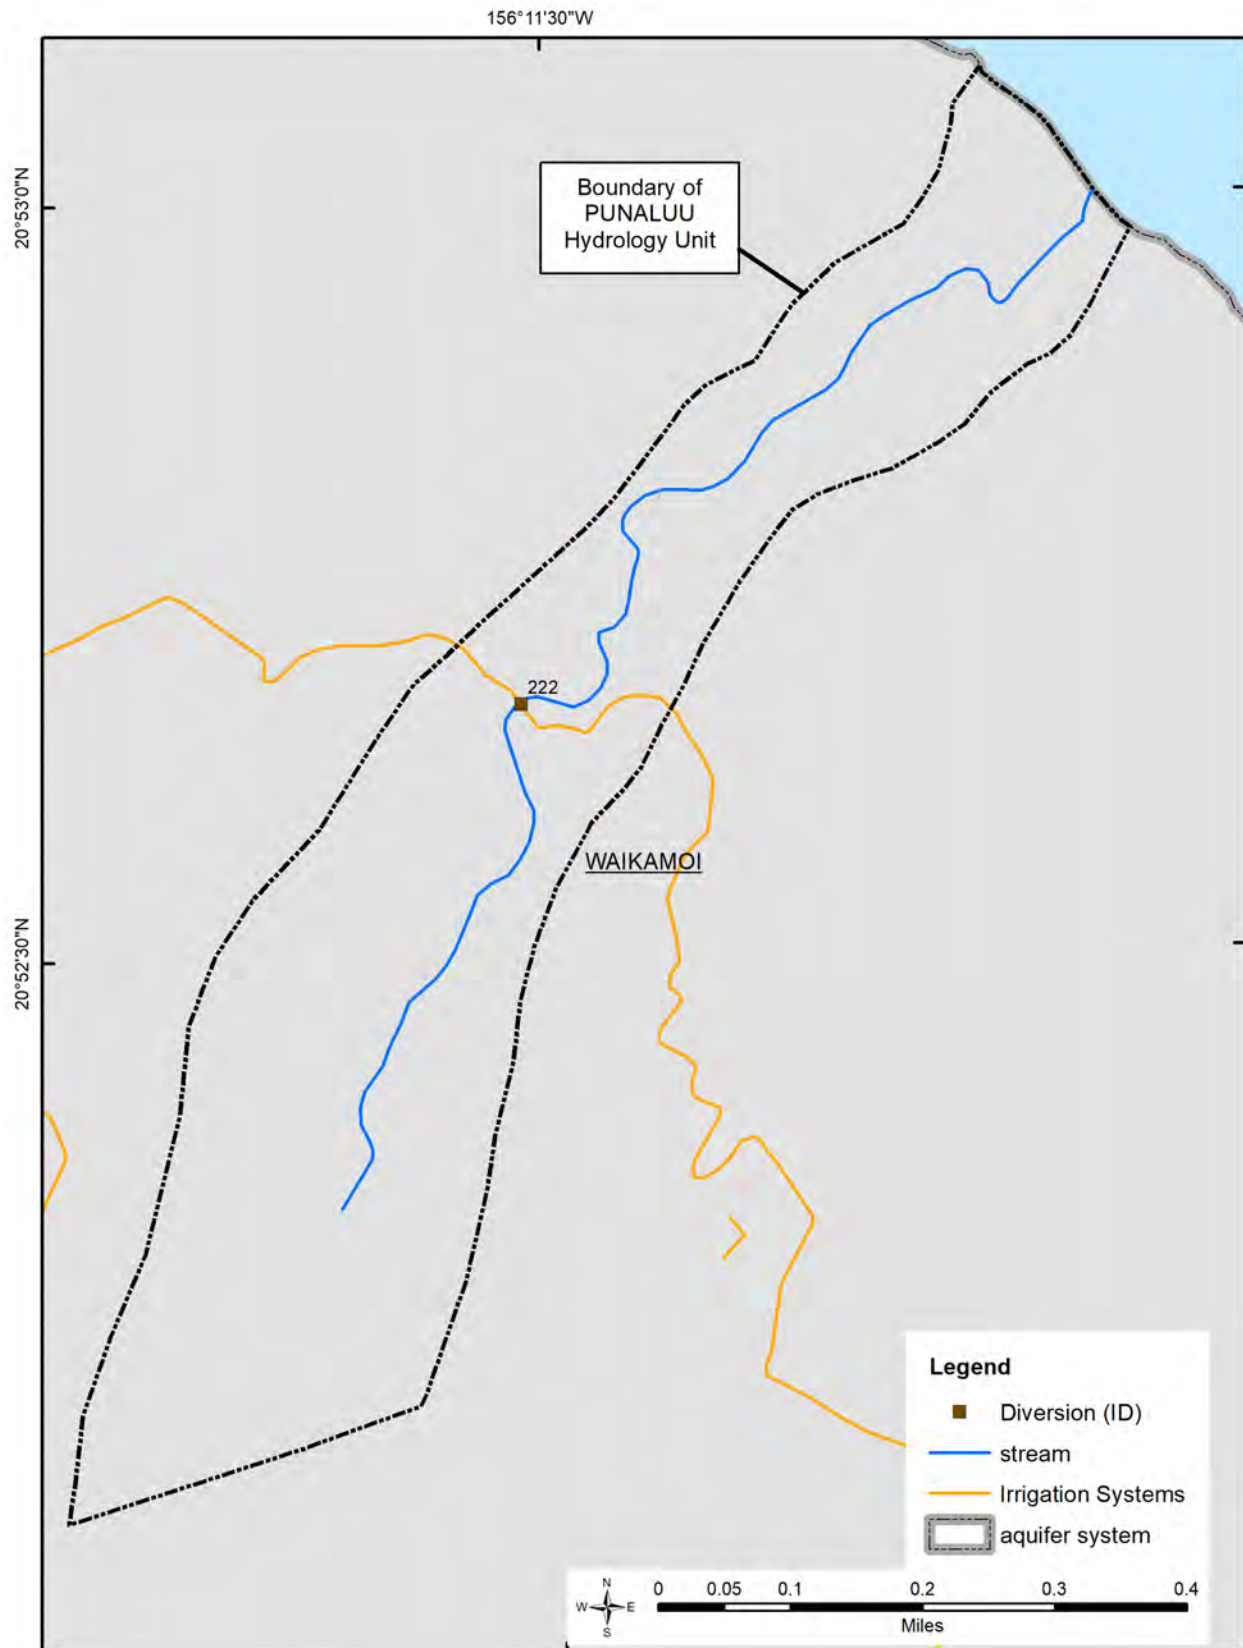 156°11'30"W
20°53'0"N
Boundary of
PUNALUU
Hydrology Unit
222
WAIKAMOI
20°52'30"N
Legend
Diversion (ID)
stream
Irrigation Systems
aquifer system
N
W E
S
0 0.05 0.1 0.2 0.3 0.4
Miles